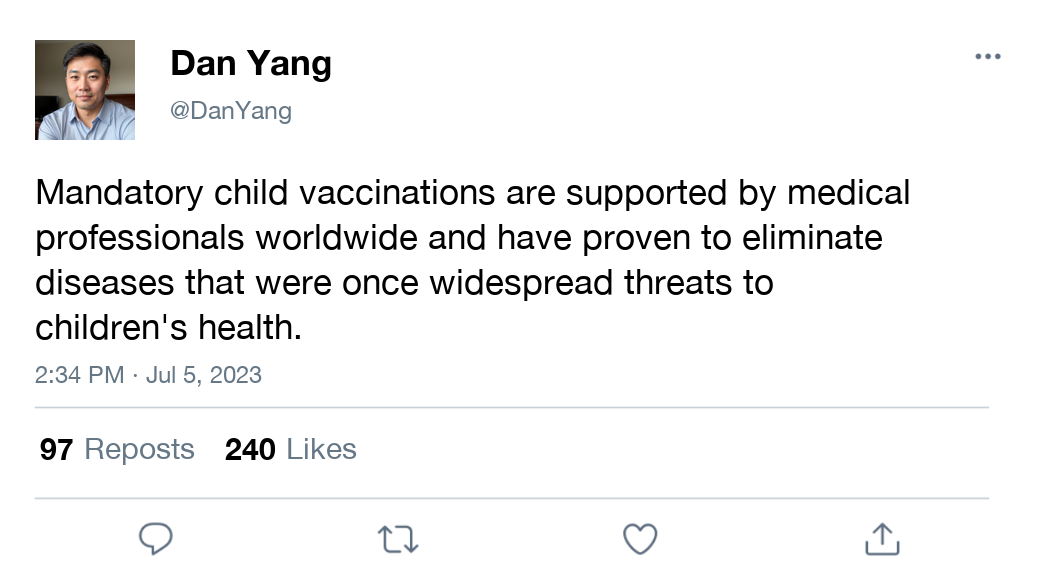 Dan Yang
@DanYang
Mandatory child vaccinations are supported by medical
professionals worldwide and have proven to eliminate
diseases that were once widespread threats to
children's health.
2:34 PM · Jul 5, 2023
97 Reposts 240 Likes